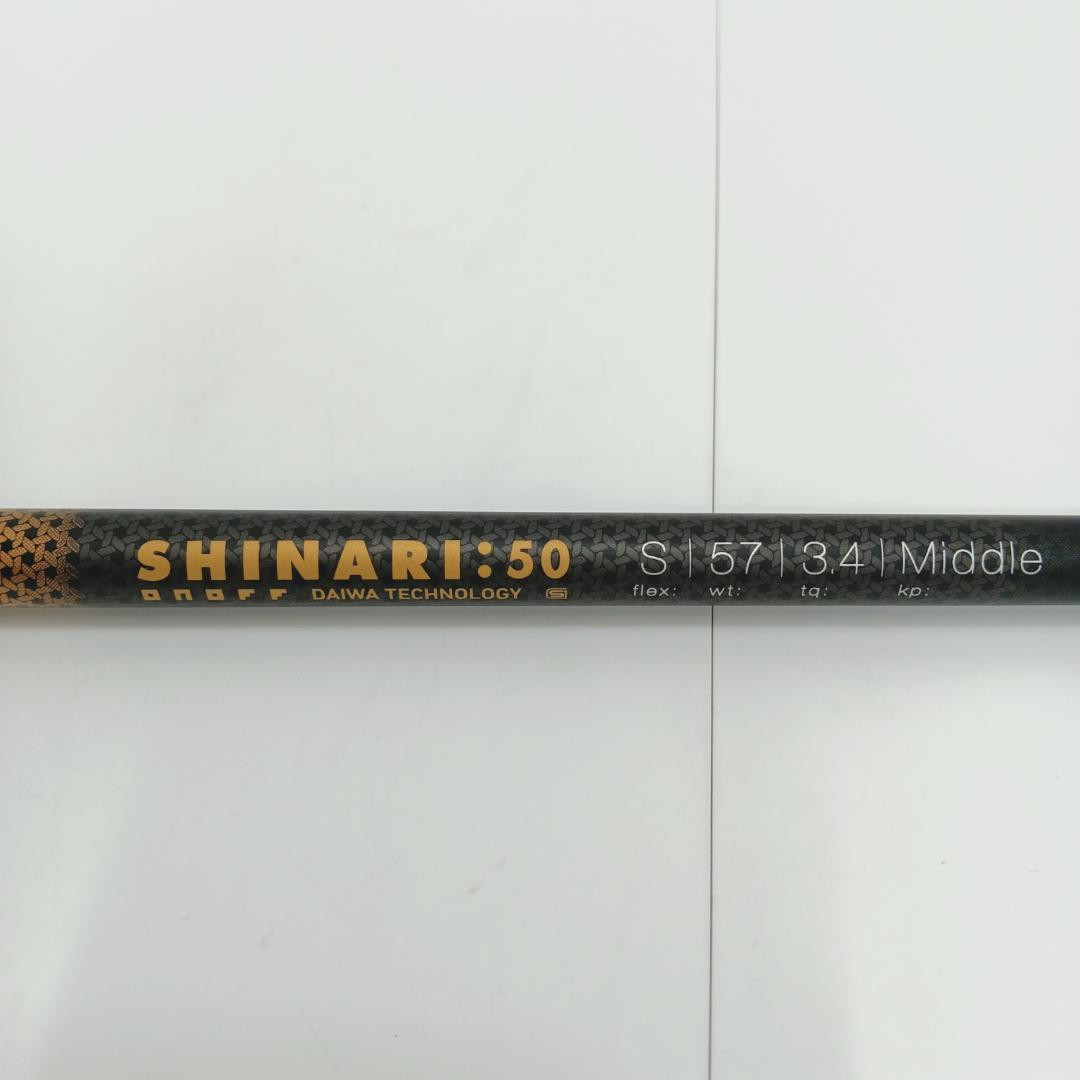 SHINARI:50 S | 57 | 3.4 | Middle
onoff DAIWA TECHNOLOGY S flex: wt: tq: kp: